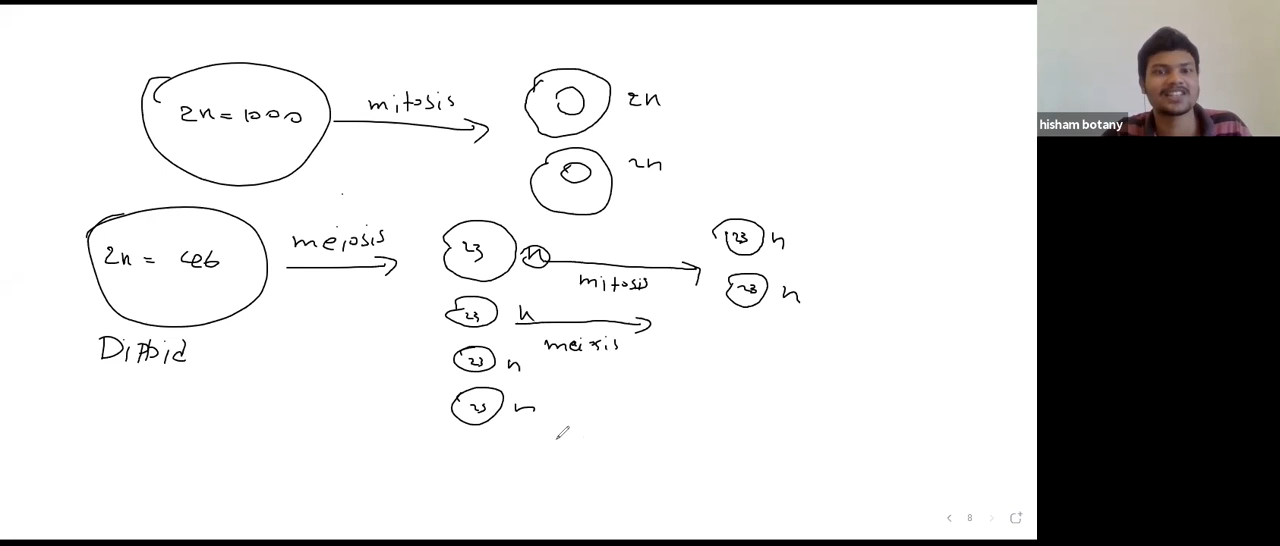 2n = 1000
mitosis
2n
2n
2n = 46
meiosis
23 n
mitosis
23 n
23 n
23 n
meiosis
23 n
23 n
Diploid
hisham botany
8